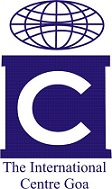 C
The International
Centre Goa